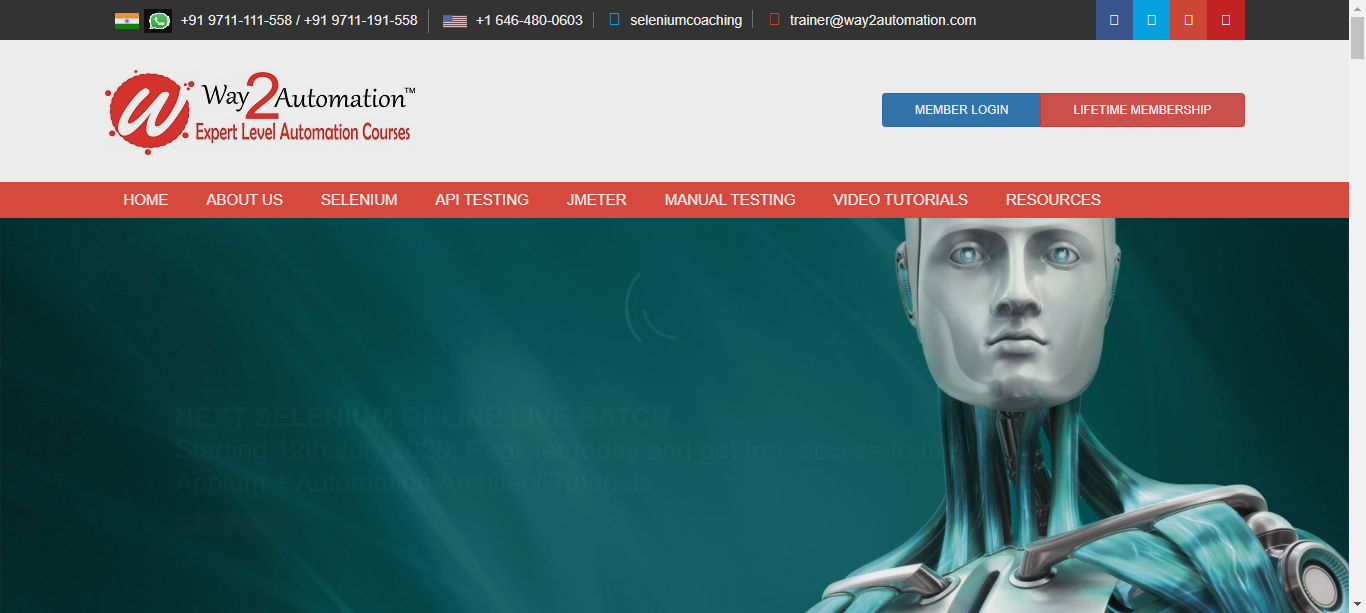 +91 9711-111-558 / +91 9711-191-558
+1 646-480-0603
seleniumcoaching
trainer@way2automation.com
Way2Automation™
Expert Level Automation Courses
MEMBER LOGIN
LIFETIME MEMBERSHIP
HOME
ABOUT US
SELENIUM
API TESTING
JMETER
MANUAL TESTING
VIDEO TUTORIALS
RESOURCES
NEXT SELENIUM ONLINE LIVE BATCH
Starting 12th July 2020, Register today and get free access to the
Appium + Automation Architect Tutorials